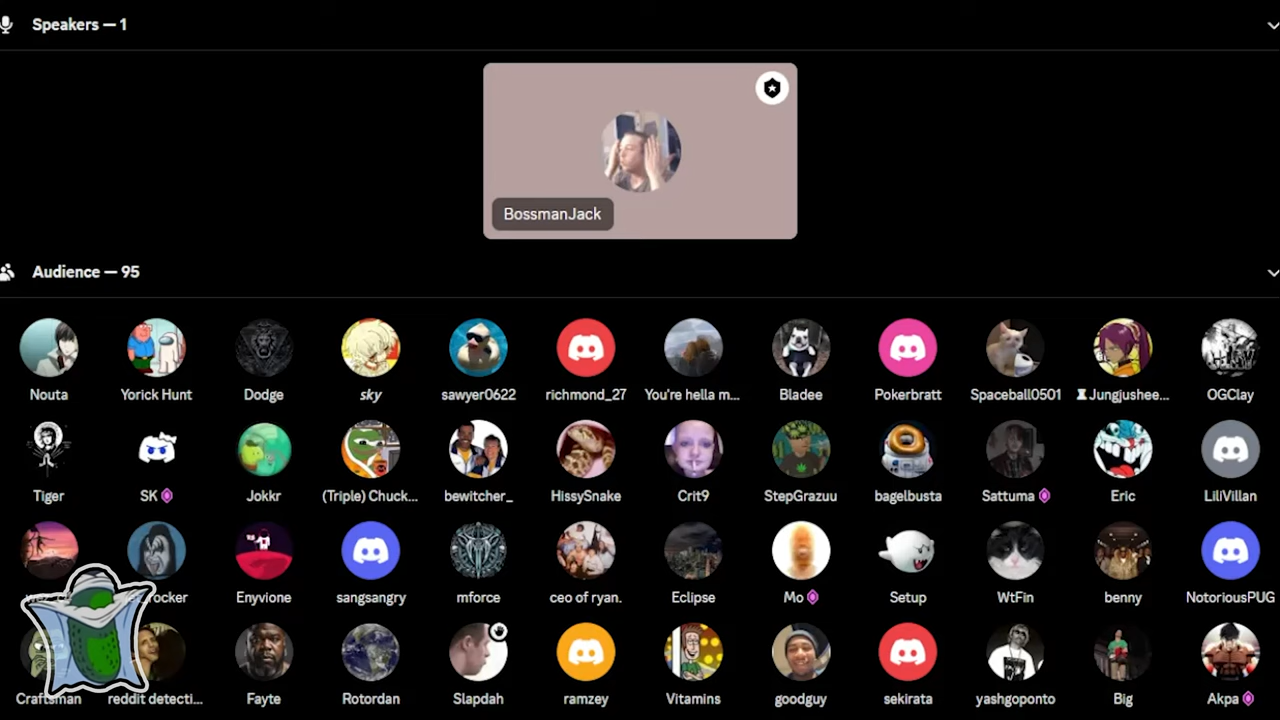 Speakers — 1
BossmanJack
Audience — 95
Nouta Yorick Hunt Dodge sky sawyer0622 richmond_27 You're hella m... Bladee Pokerbratt Spaceball0501 Jungjushee... OGClay
Tiger SK Jokkr (Triple) Chuck... bewitcher_ HissySnake Crit9 StepGrazuu bagelbusta Sattuma Eric LiliVillan
rocker Enyvione sangsangry mforce ceo of ryan. Eclipse Mo Setup WtFin benny NotoriousPUG
Craftsman reddit detecti... Fayte Rotordan Slapdah ramzey Vitamins goodguy sekirata yashgoponto Big Akpa